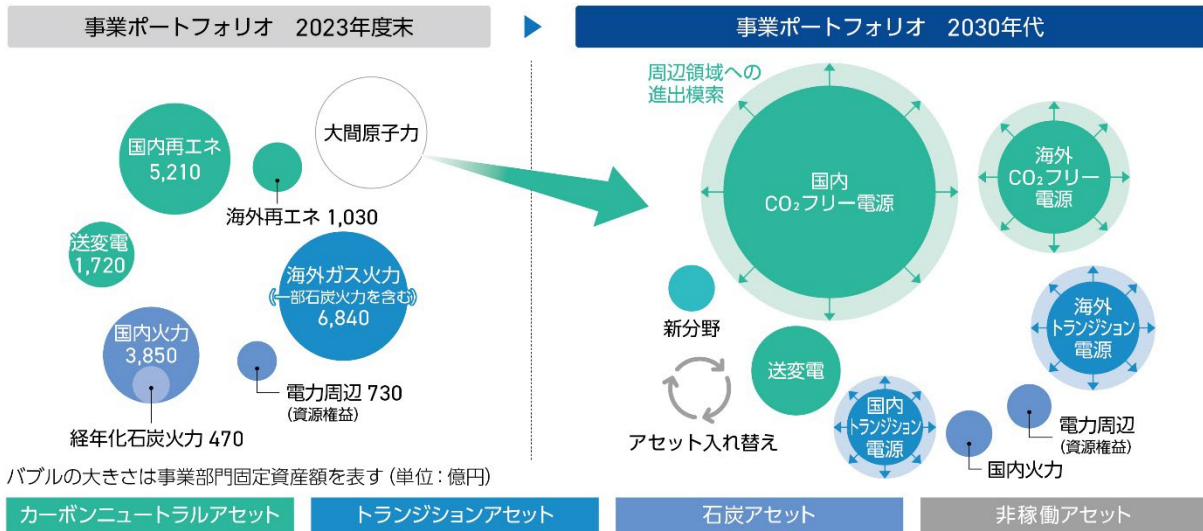 事業ポートフォリオ 2023年度末
事業ポートフォリオ 2030年代
国内再エネ
5,210
大間原子力
海外再エネ 1,030
送変電
1,720
海外ガス火力
(一部石炭火力を含む)
6,840
国内火力
3,850
電力周辺 730
(資源権益)
経年化石炭火力 470
バブルの大きさは事業部門固定資産額を表す (単位:億円)
周辺領域への
進出模索
国内
CO₂フリー電源
海外
CO₂フリー
電源
新分野
海外
トランジション
電源
送変電
アセット入れ替え
国内
トランジション
電源
電力周辺
(資源権益)
国内火力
カーボンニュートラルアセット
トランジションアセット
石炭アセット
非稼働アセット